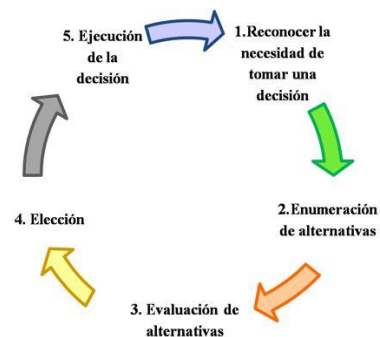 1.Reconocer la
necesidad de
tomar una
decisión
2.Enumeración
de alternativas
3. Evaluación de
alternativas
4. Elección
5. Ejecución
de la
decisión